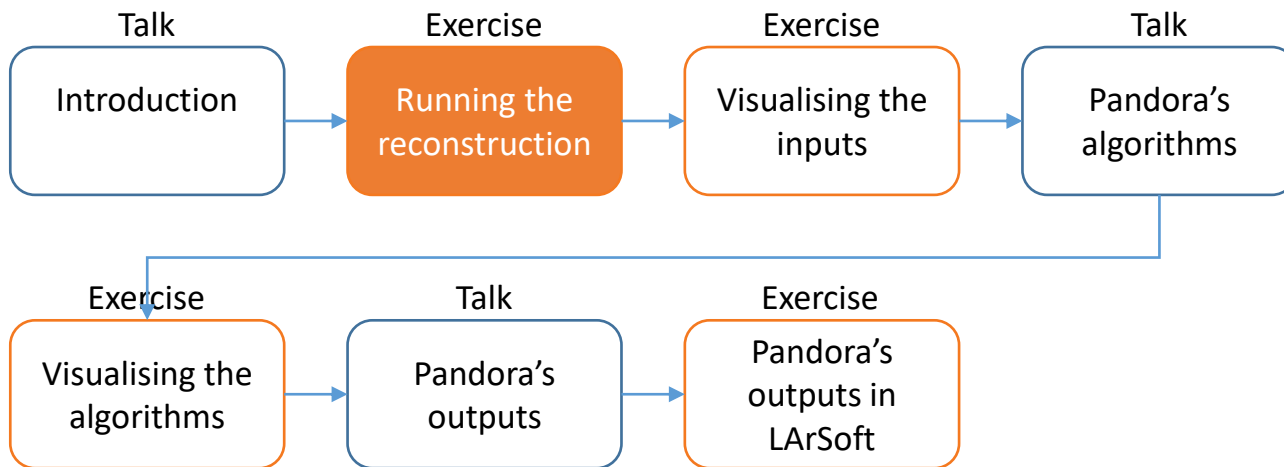 Talk
Introduction
Exercise
Running the
reconstruction
Exercise
Visualising the
inputs
Talk
Pandora’s
algorithms
Exercise
Visualising the
algorithms
Talk
Pandora’s
outputs
Exercise
Pandora’s
outputs in
LArSoft